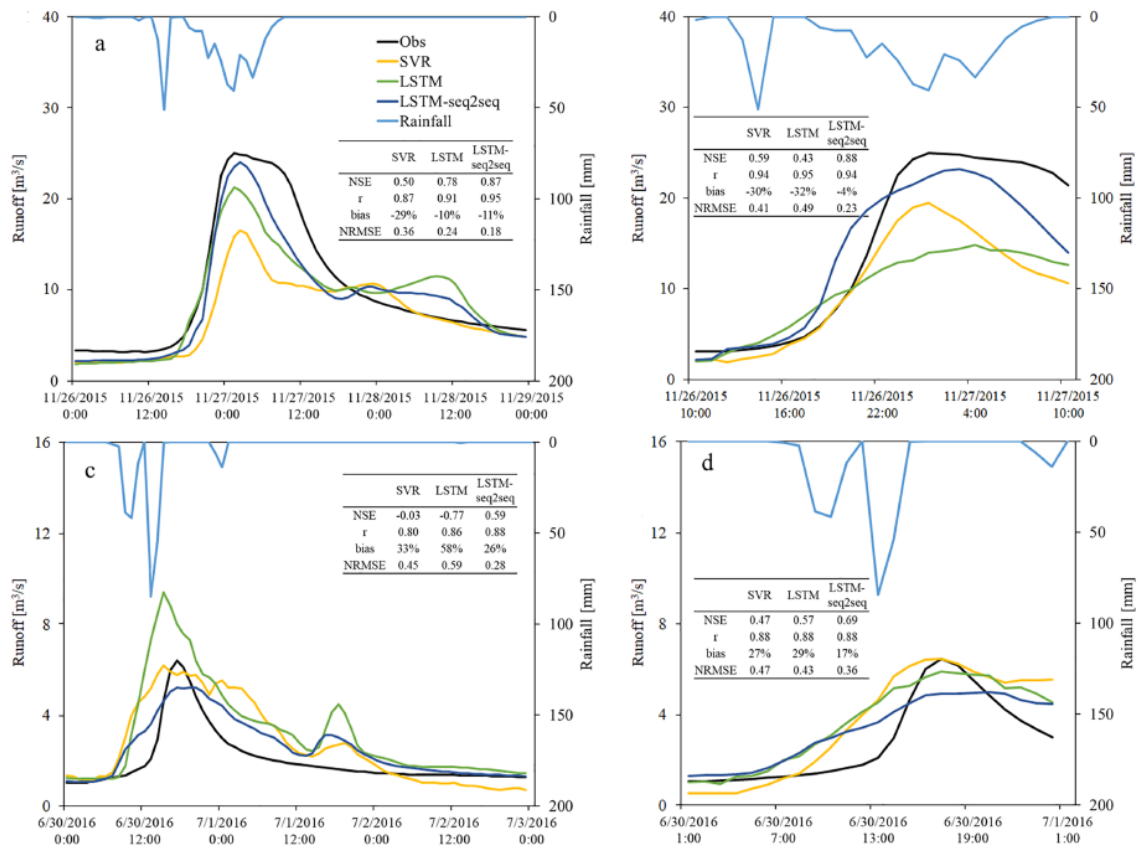 a
Obs
SVR
LSTM
LSTM-seq2seq
Rainfall
40
30
20
10
0
Runoff [m³/s]
0
50
100
150
200
Rainfall [mm]
SVR LSTM LSTM-seq2seq
NSE 0.50 0.78 0.87
r 0.87 0.91 0.95
bias -29% -10% -11%
NRMSE 0.36 0.24 0.18
11/26/2015 11/26/2015 11/27/2015 11/27/2015 11/28/2015 11/28/2015 11/29/2015
0:00 12:00 0:00 12:00 0:00 12:00 00:00
40
30
20
10
0
Runoff [m³/s]
0
50
100
150
200
Rainfall [mm]
SVR LSTM LSTM-seq2seq
NSE 0.59 0.43 0.88
r 0.94 0.95 0.94
bias -30% -32% -4%
NRMSE 0.41 0.49 0.23
11/26/2015 11/26/2015 11/26/2015 11/27/2015 11/27/2015
10:00 16:00 22:00 4:00 10:00
c
16
12
8
4
0
Runoff [m³/s]
0
50
100
150
200
Rainfall [mm]
SVR LSTM LSTM-seq2seq
NSE -0.03 -0.77 0.59
r 0.80 0.86 0.88
bias 33% 58% 26%
NRMSE 0.45 0.59 0.28
6/30/2016 6/30/2016 7/1/2016 7/1/2016 7/2/2016 7/2/2016 7/3/2016
0:00 12:00 0:00 12:00 0:00 12:00 0:00
d
16
12
8
4
0
Runoff [m³/s]
0
50
100
150
200
Rainfall [mm]
SVR LSTM LSTM-seq2seq
NSE 0.47 0.57 0.69
r 0.88 0.88 0.88
bias 27% 29% 17%
NRMSE 0.47 0.43 0.36
6/30/2016 6/30/2016 6/30/2016 6/30/2016 7/1/2016
1:00 7:00 13:00 19:00 1:00